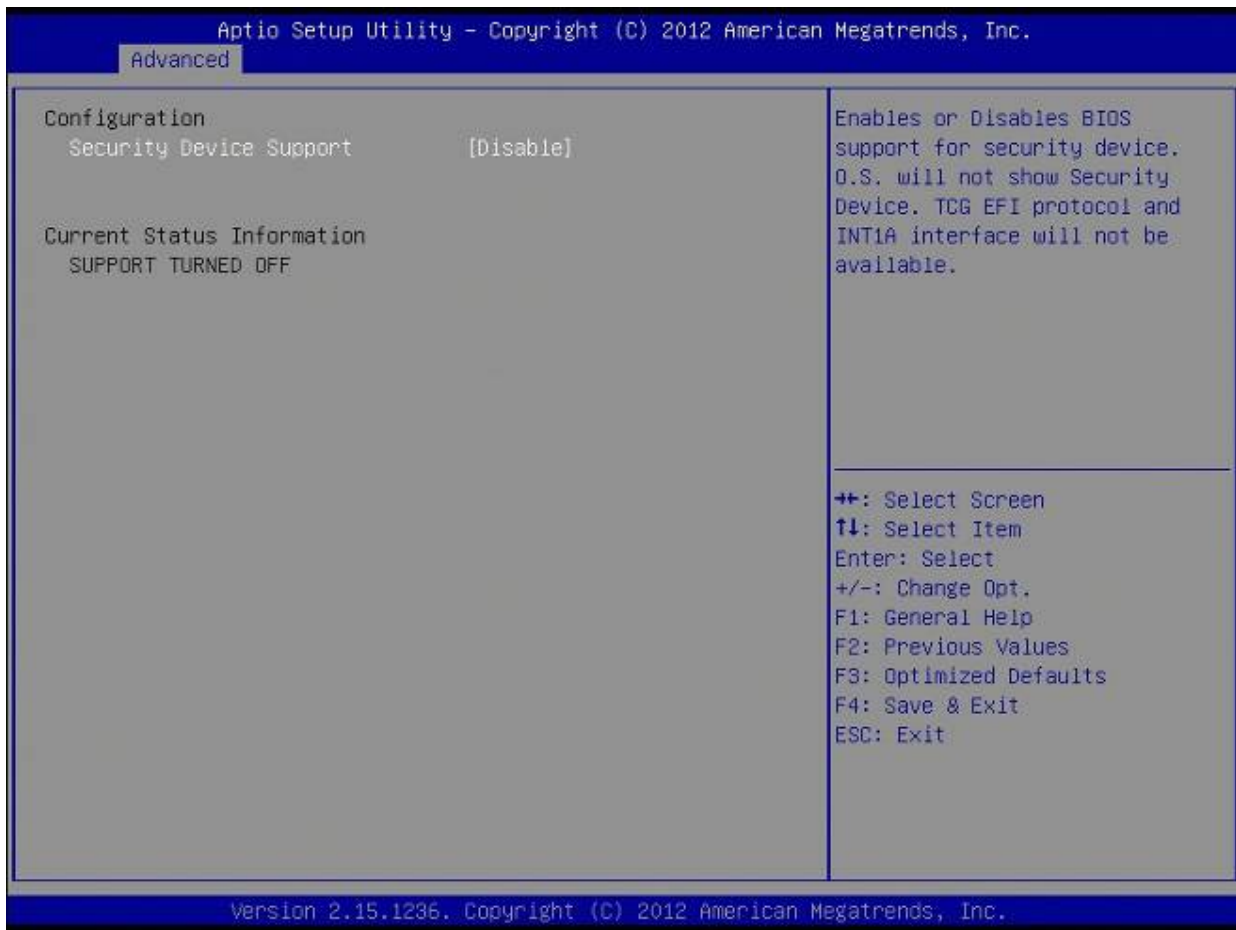 Aptio Setup Utility – Copyright (C) 2012 American Megatrends, Inc.
Advanced
Configuration
Security Device Support [Disable]
Current Status Information
SUPPORT TURNED OFF
Enables or Disables BIOS
support for security device.
O.S. will not show Security
Device. TCG EFI protocol and
INT1A interface will not be
available.
→←: Select Screen
↑↓: Select Item
Enter: Select
+/-: Change Opt.
F1: General Help
F2: Previous Values
F3: Optimized Defaults
F4: Save & Exit
ESC: Exit
Version 2.15.1236. Copyright (C) 2012 American Megatrends, Inc.